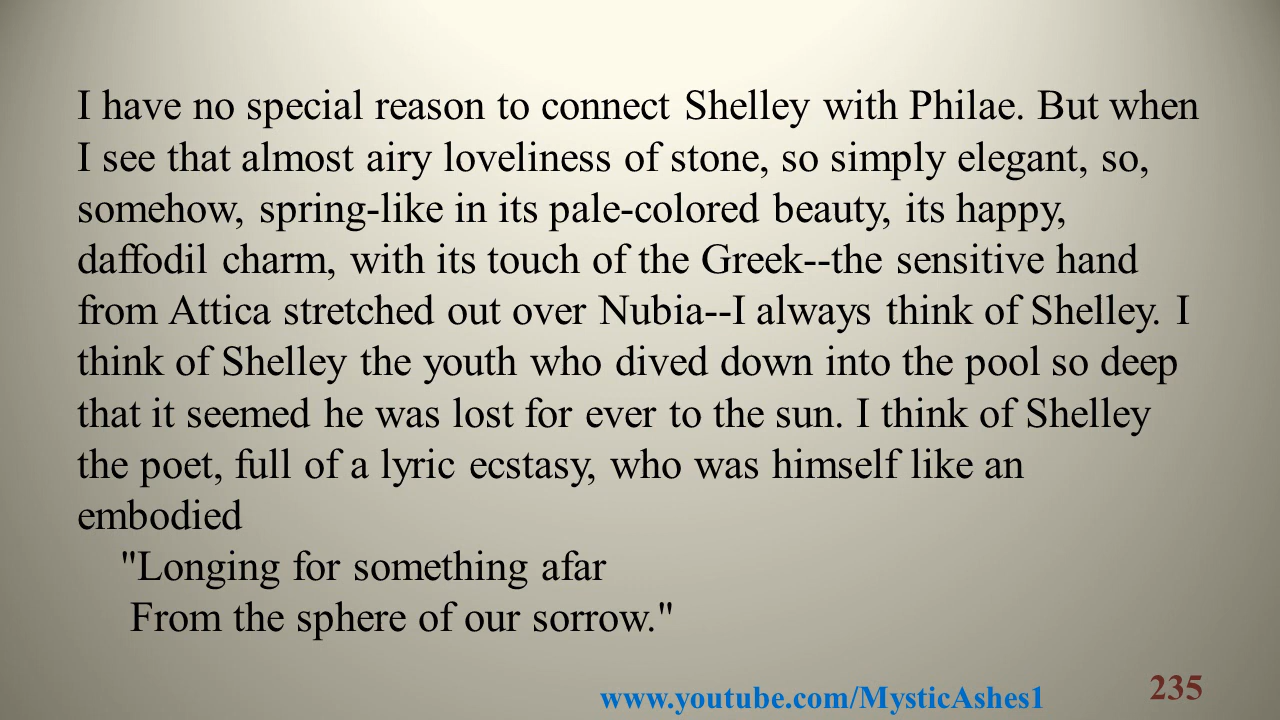 I have no special reason to connect Shelley with Philae. But when
I see that almost airy loveliness of stone, so simply elegant, so,
somehow, spring-like in its pale-colored beauty, its happy,
daffodil charm, with its touch of the Greek--the sensitive hand
from Attica stretched out over Nubia--I always think of Shelley. I
think of Shelley the youth who dived down into the pool so deep
that it seemed he was lost for ever to the sun. I think of Shelley
the poet, full of a lyric ecstasy, who was himself like an
embodied
"Longing for something afar
From the sphere of our sorrow."
www.youtube.com/MysticAshes1
235